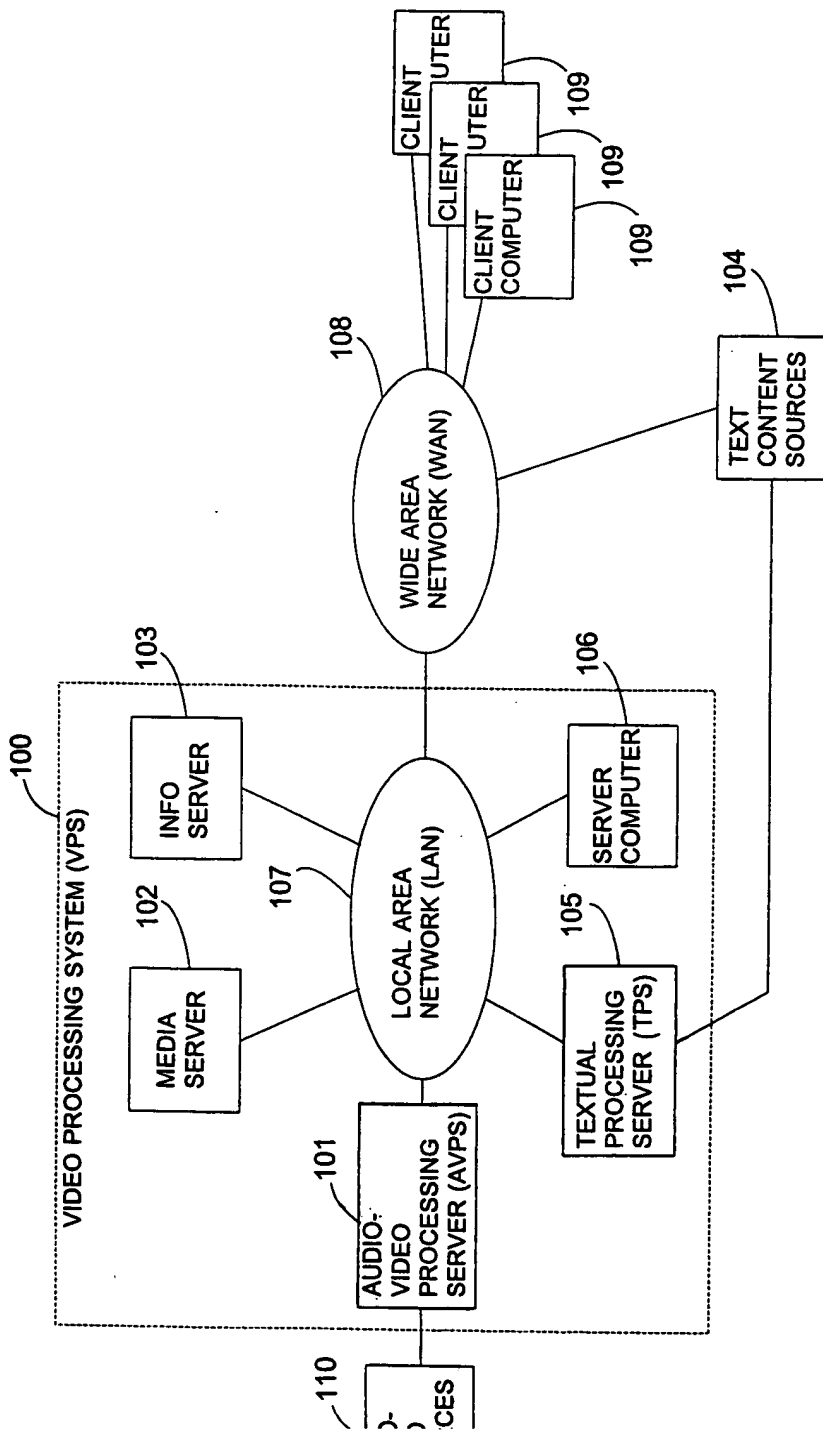 100
VIDEO PROCESSING SYSTEM (VPS)
102
MEDIA
SERVER
103
INFO
SERVER
110
101
AUDIO-
VIDEO
PROCESSING
SERVER (AVPS)
107
LOCAL AREA
NETWORK (LAN)
108
WIDE AREA
NETWORK (WAN)
CLIENT
UTER
109
CLIENT
UTER
109
CLIENT
COMPUTER
109
105
TEXTUAL
PROCESSING
SERVER (TPS)
106
SERVER
COMPUTER
104
TEXT
CONTENT
SOURCES